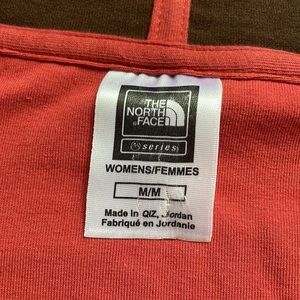 THE
NORTH
FACE
series
WOMENS/FEMMES
M/M
Made in QIZ, Jordan
Fabriqué en Jordanie